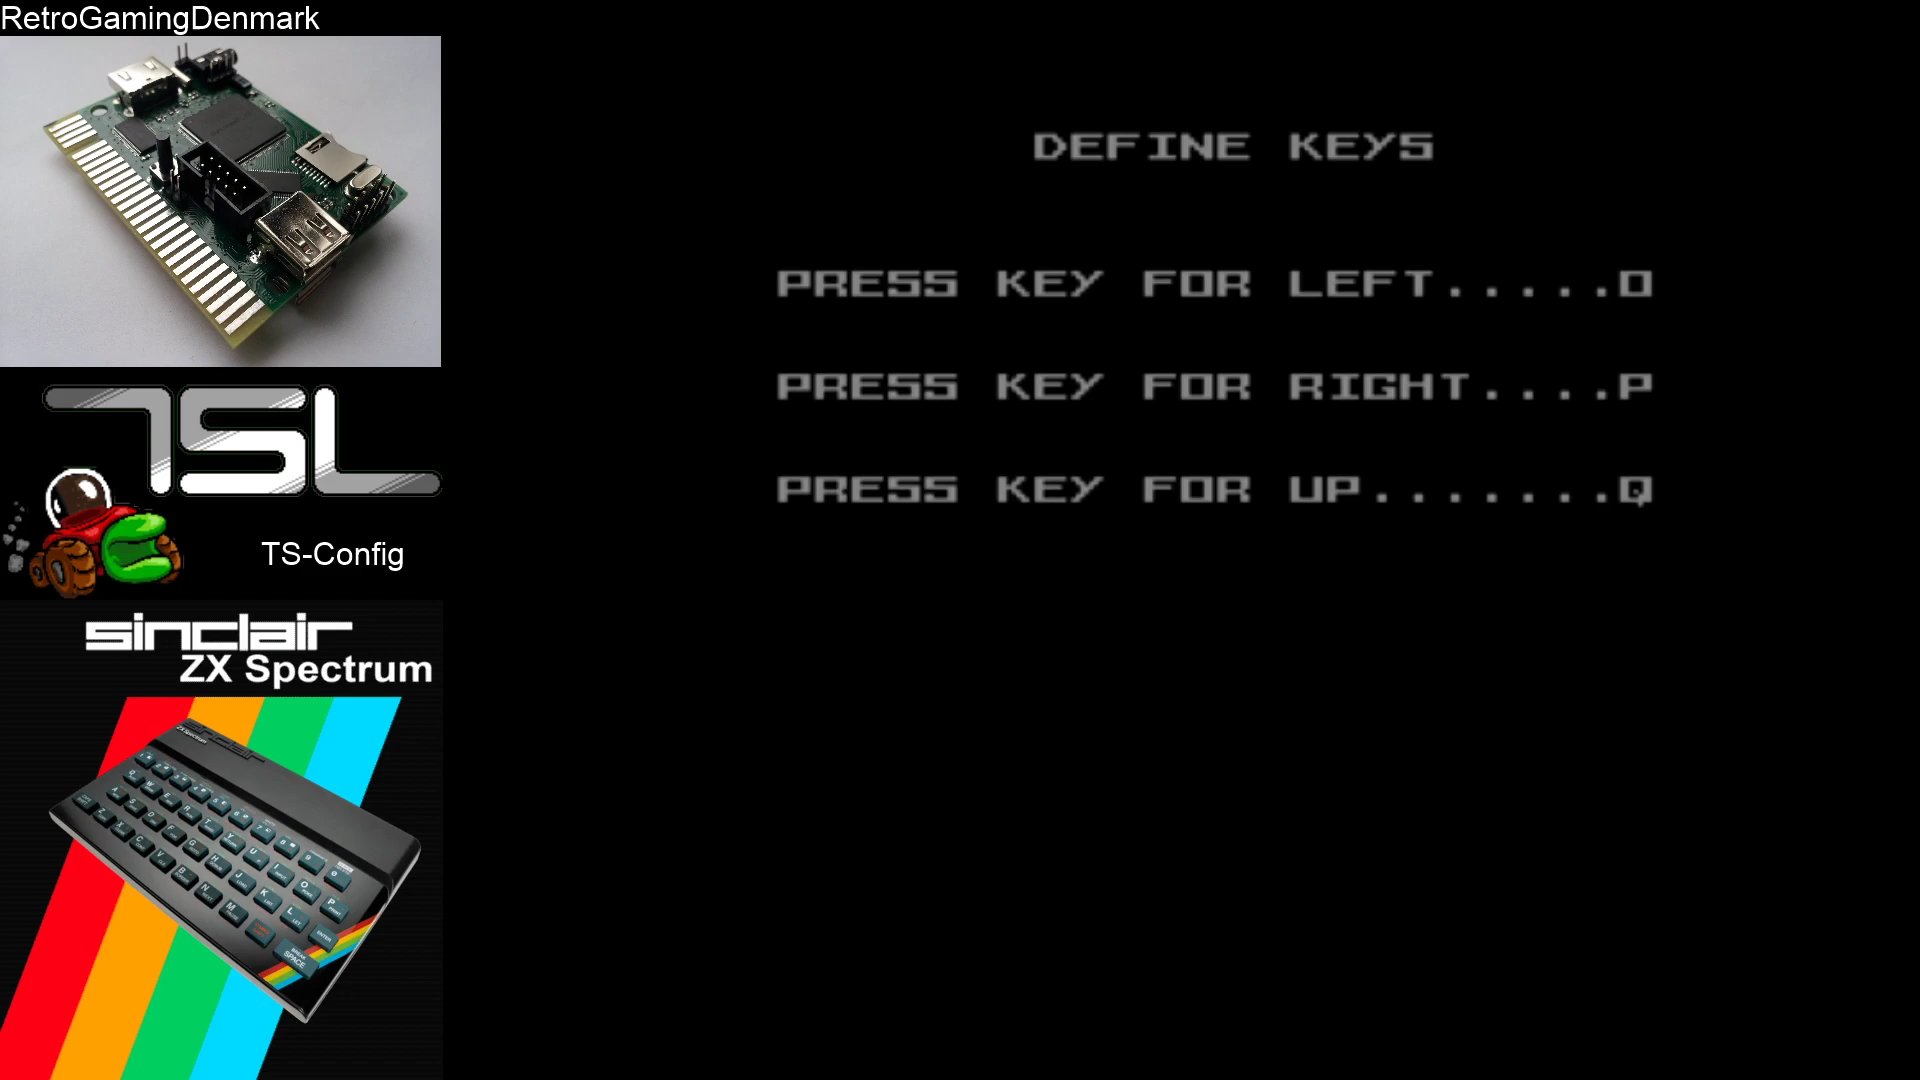 RetroGamingDenmark
DEFINE KEYS
PRESS KEY FOR LEFT.....O
PRESS KEY FOR RIGHT....P
PRESS KEY FOR UP.......Q
TSL
TS-Config
sinclair
ZX Spectrum